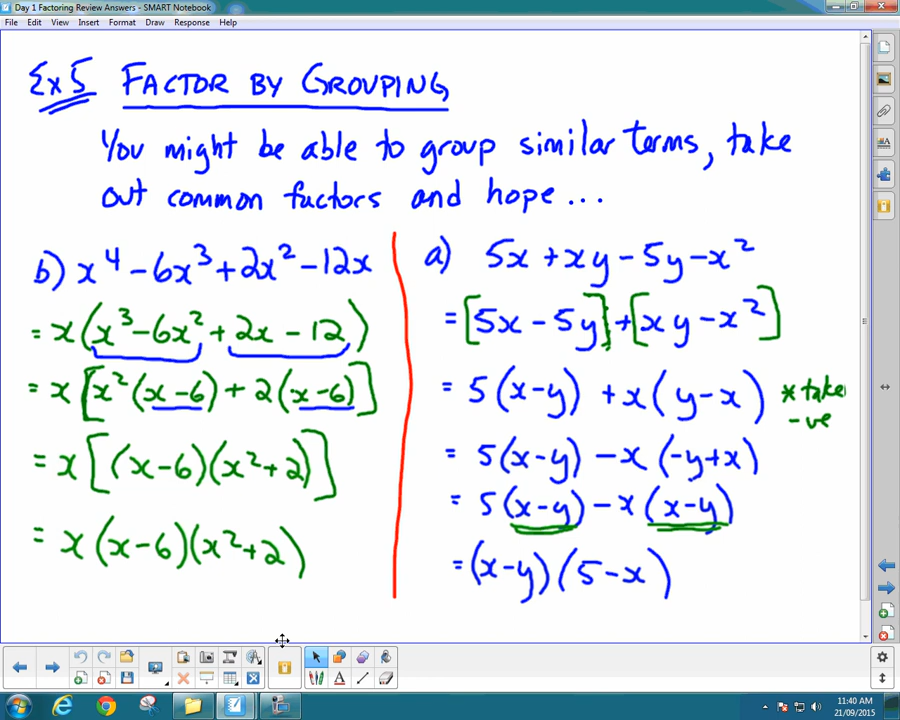 Day 1 Factoring Review Answers - SMART Notebook
File Edit View Insert Format Draw Response Help
Ex 5 FACTOR BY GROUPING
You might be able to group similar terms, take
out common factors and hope...
b) x⁴ - 6x³ + 2x² - 12x
= x(x³ - 6x² + 2x - 12)
= x[x²(x-6) + 2(x-6)]
= x[(x-6)(x²+2)]
= x(x-6)(x²+2)
a) 5x + xy - 5y - x²
= [5x - 5y] + [xy - x²]
= 5(x-y) + x(y-x) * take
-ve
= 5(x-y) - x(-y+x)
= 5(x-y) - x(x-y)
= (x-y)(5-x)
11:40 AM
21/09/2015